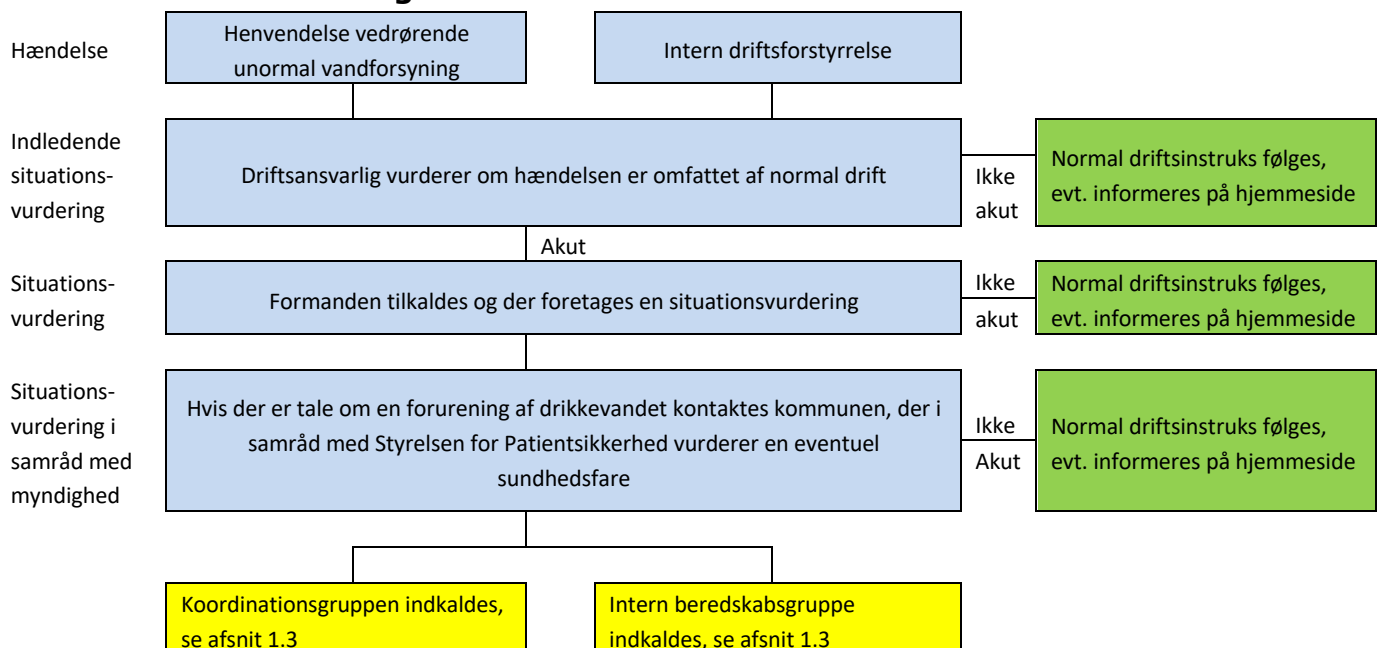 Hændelse
Henvendelse vedrørende
unormal vandforsyning
Intern driftsforstyrrelse
Indledende
situations-
vurdering
Driftsansvarlig vurderer om hændelsen er omfattet af normal drift
Ikke
akut
Normal driftsinstruks følges,
evt. informeres på hjemmeside
Akut
Situations-
vurdering
Formanden tilkaldes og der foretages en situationsvurdering
Ikke
akut
Normal driftsinstruks følges,
evt. informeres på hjemmeside
Situations-
vurdering i
samråd med
myndighed
Hvis der er tale om en forurening af drikkevandet kontaktes kommunen, der i
samråd med Styrelsen for Patientsikkerhed vurderer en eventuel
sundhedsfare
Ikke
Akut
Normal driftsinstruks følges,
evt. informeres på hjemmeside
Koordinationsgruppen indkaldes,
se afsnit 1.3
Intern beredskabsgruppe
indkaldes, se afsnit 1.3